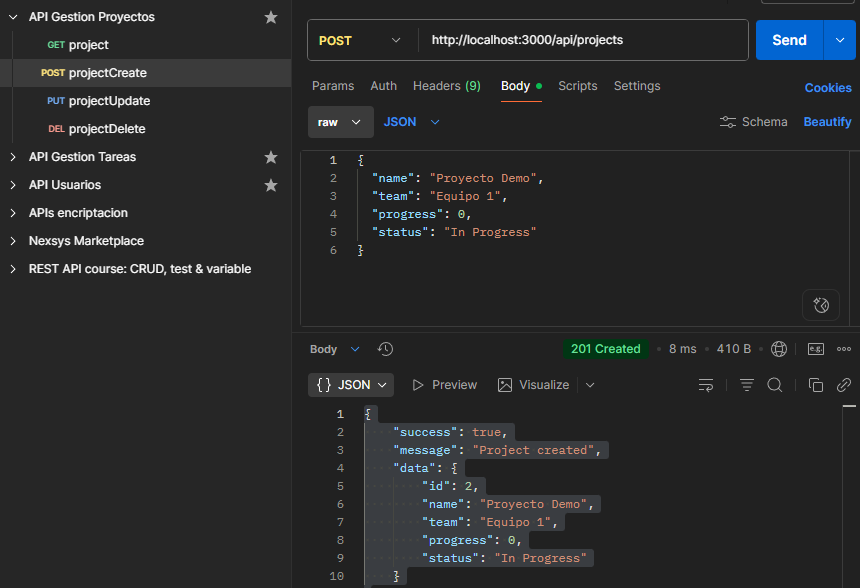 API Gestion Proyectos
GET project
POST projectCreate
PUT projectUpdate
DEL projectDelete
API Gestion Tareas
API Usuarios
APIs encriptacion
Nexsys Marketplace
REST API course: CRUD, test & variable
POST http://localhost:3000/api/projects Send
Params Auth Headers (9) Body Scripts Settings Cookies
raw JSON Schema Beautify
1 {
2 "name": "Proyecto Demo",
3 "team": "Equipo 1",
4 "progress": 0,
5 "status": "In Progress"
6 }
Body 201 Created • 8 ms • 410 B
{} JSON Preview Visualize
1 {
2 "success": true,
3 "message": "Project created",
4 "data": {
5 "id": 2,
6 "name": "Proyecto Demo",
7 "team": "Equipo 1",
8 "progress": 0,
9 "status": "In Progress"
10 }